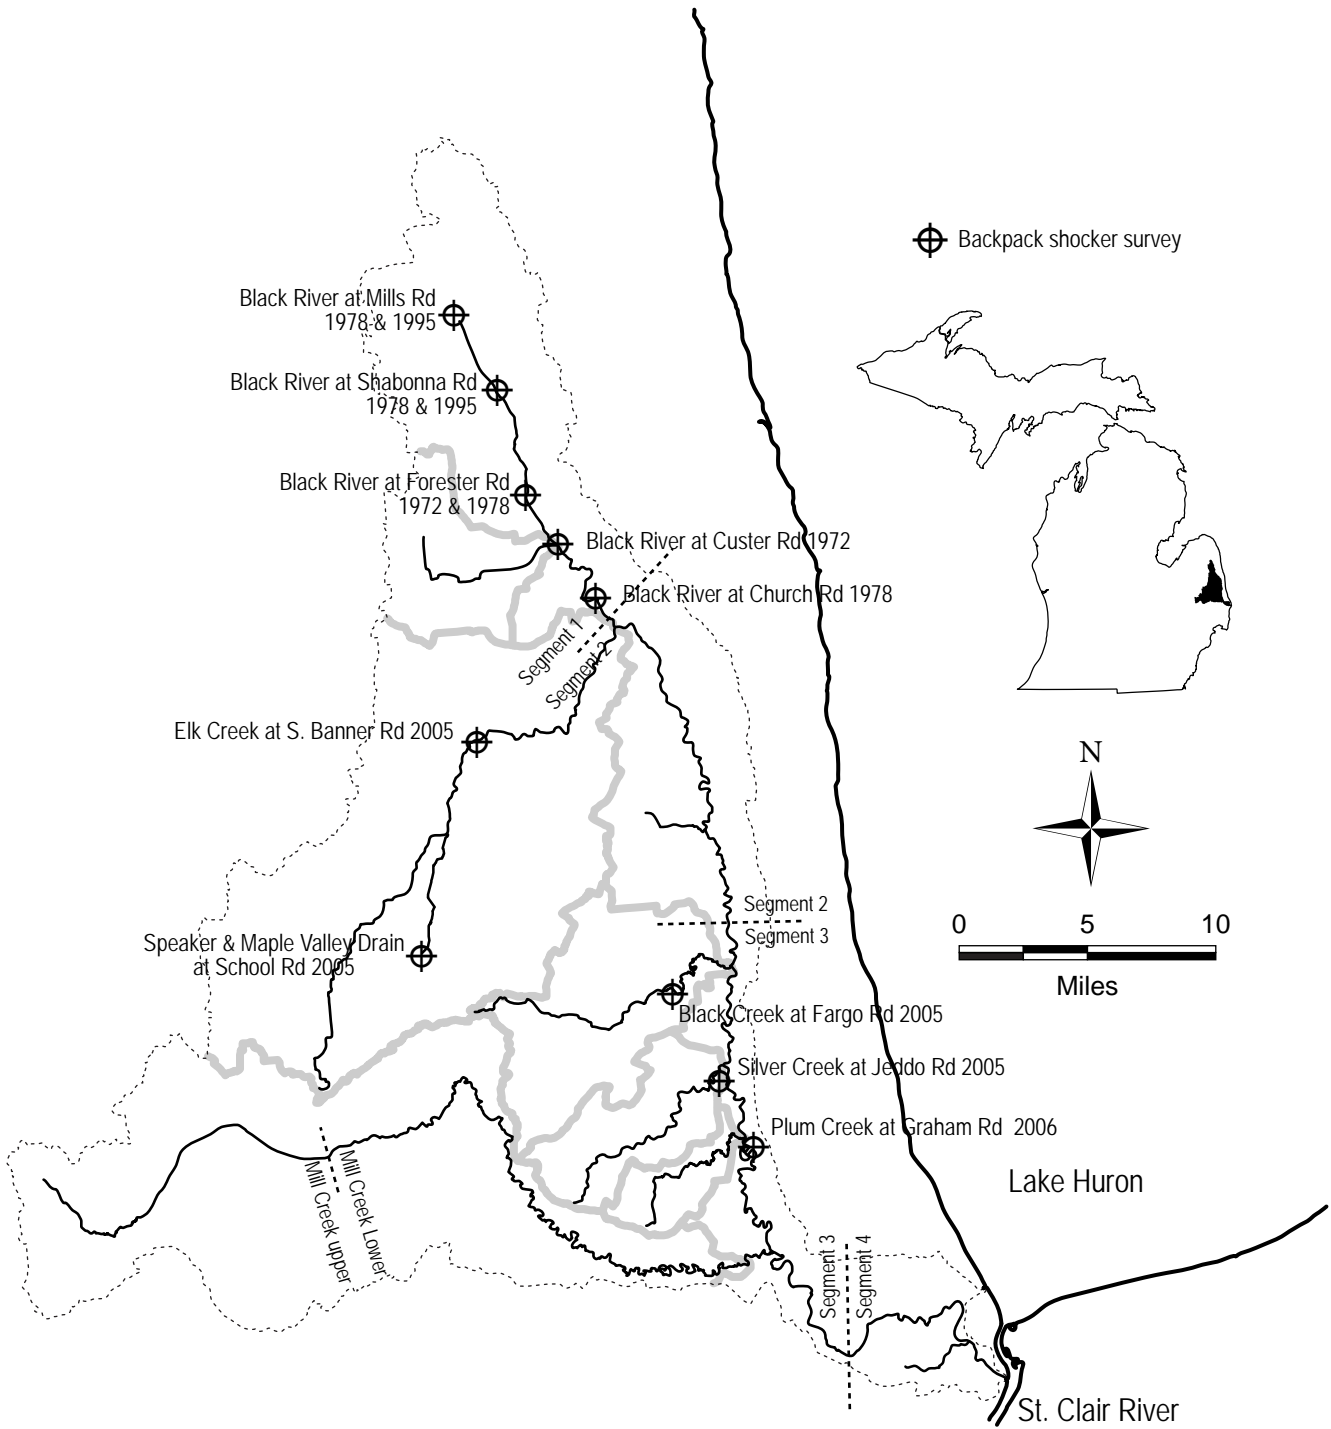 Backpack shocker survey
Black River at Mills Rd
1978 & 1995
Black River at Shabonna Rd
1978 & 1995
Black River at Forester Rd
1972 & 1978
Black River at Custer Rd 1972
Black River at Church Rd 1978
Segment 1
Segment 2
Elk Creek at S. Banner Rd 2005
N
Segment 2
Segment 3
0 5 10
Miles
Speaker & Maple Valley Drain
at School Rd 2005
Black Creek at Fargo Rd 2005
Silver Creek at Jeddo Rd 2005
Plum Creek at Graham Rd 2006
Lake Huron
Mill Creek upper
Mill Creek Lower
Segment 3
Segment 4
St. Clair River